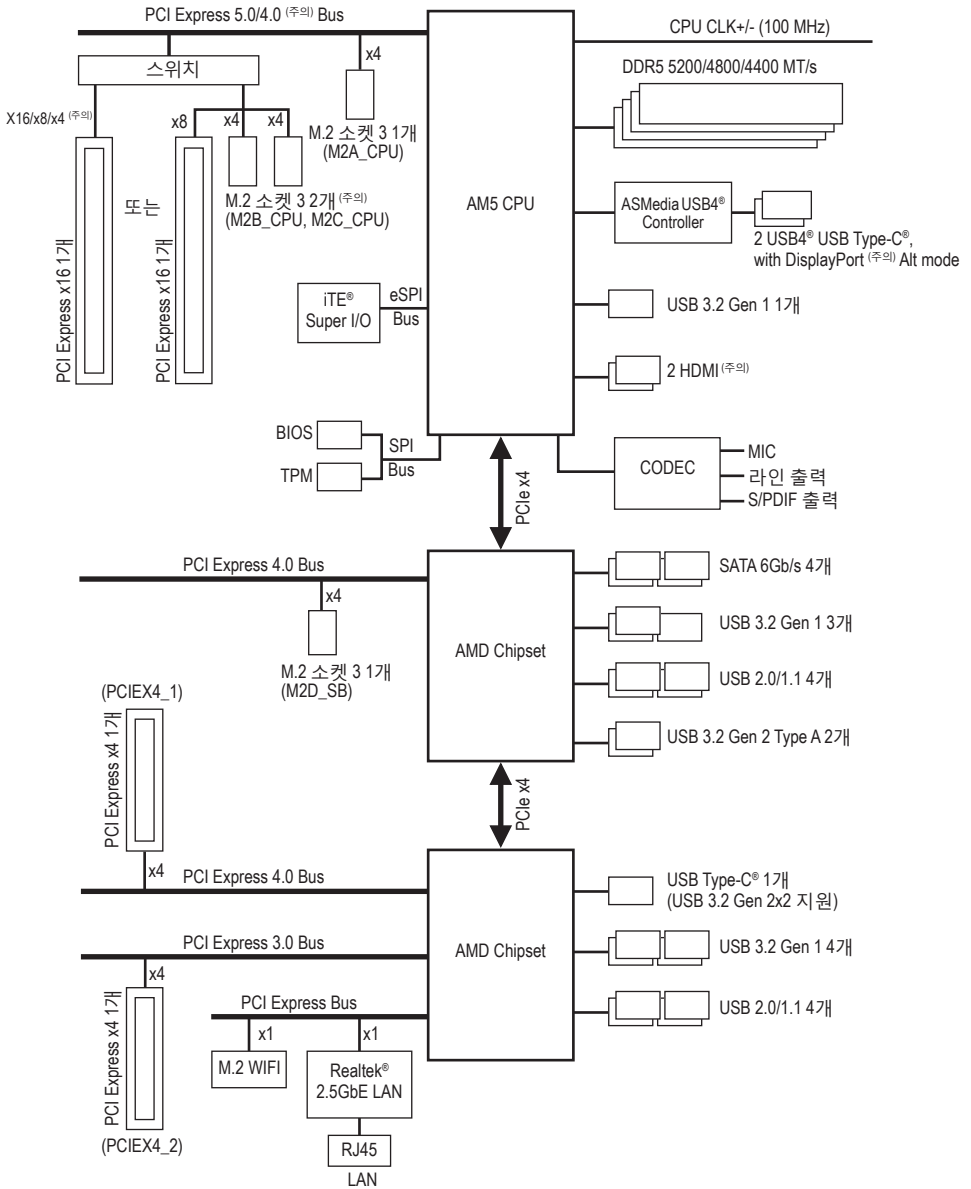 PCI Express 5.0/4.0 (주의) Bus
CPU CLK+/- (100 MHz)
x4
스위치
DDR5 5200/4800/4400 MT/s
X16/x8/x4 (주의)
x8
x4
x4
M.2 소켓 3 1개
(M2A_CPU)
PCI Express x16 1개
또는
PCI Express x16 1개
M.2 소켓 3 2개 (주의)
(M2B_CPU, M2C_CPU)
AM5 CPU
ASMedia USB4®
Controller
2 USB4® USB Type-C®,
with DisplayPort (주의) Alt mode
iTE®
Super I/O
eSPI
Bus
USB 3.2 Gen 1 1개
2 HDMI (주의)
BIOS
TPM
SPI
Bus
PCIe x4
CODEC
MIC
라인 출력
S/PDIF 출력
PCI Express 4.0 Bus
x4
M.2 소켓 3 1개
(M2D_SB)
AMD Chipset
SATA 6Gb/s 4개
USB 3.2 Gen 1 3개
USB 2.0/1.1 4개
USB 3.2 Gen 2 Type A 2개
(PCIEX4_1)
PCI Express x4 1개
x4
PCIe x4
PCI Express 4.0 Bus
AMD Chipset
USB Type-C® 1개
(USB 3.2 Gen 2x2 지원)
USB 3.2 Gen 1 4개
USB 2.0/1.1 4개
PCI Express 3.0 Bus
x4
PCI Express x4 1개
(PCIEX4_2)
PCI Express Bus
x1
x1
M.2 WIFI
Realtek®
2.5GbE LAN
RJ45
LAN